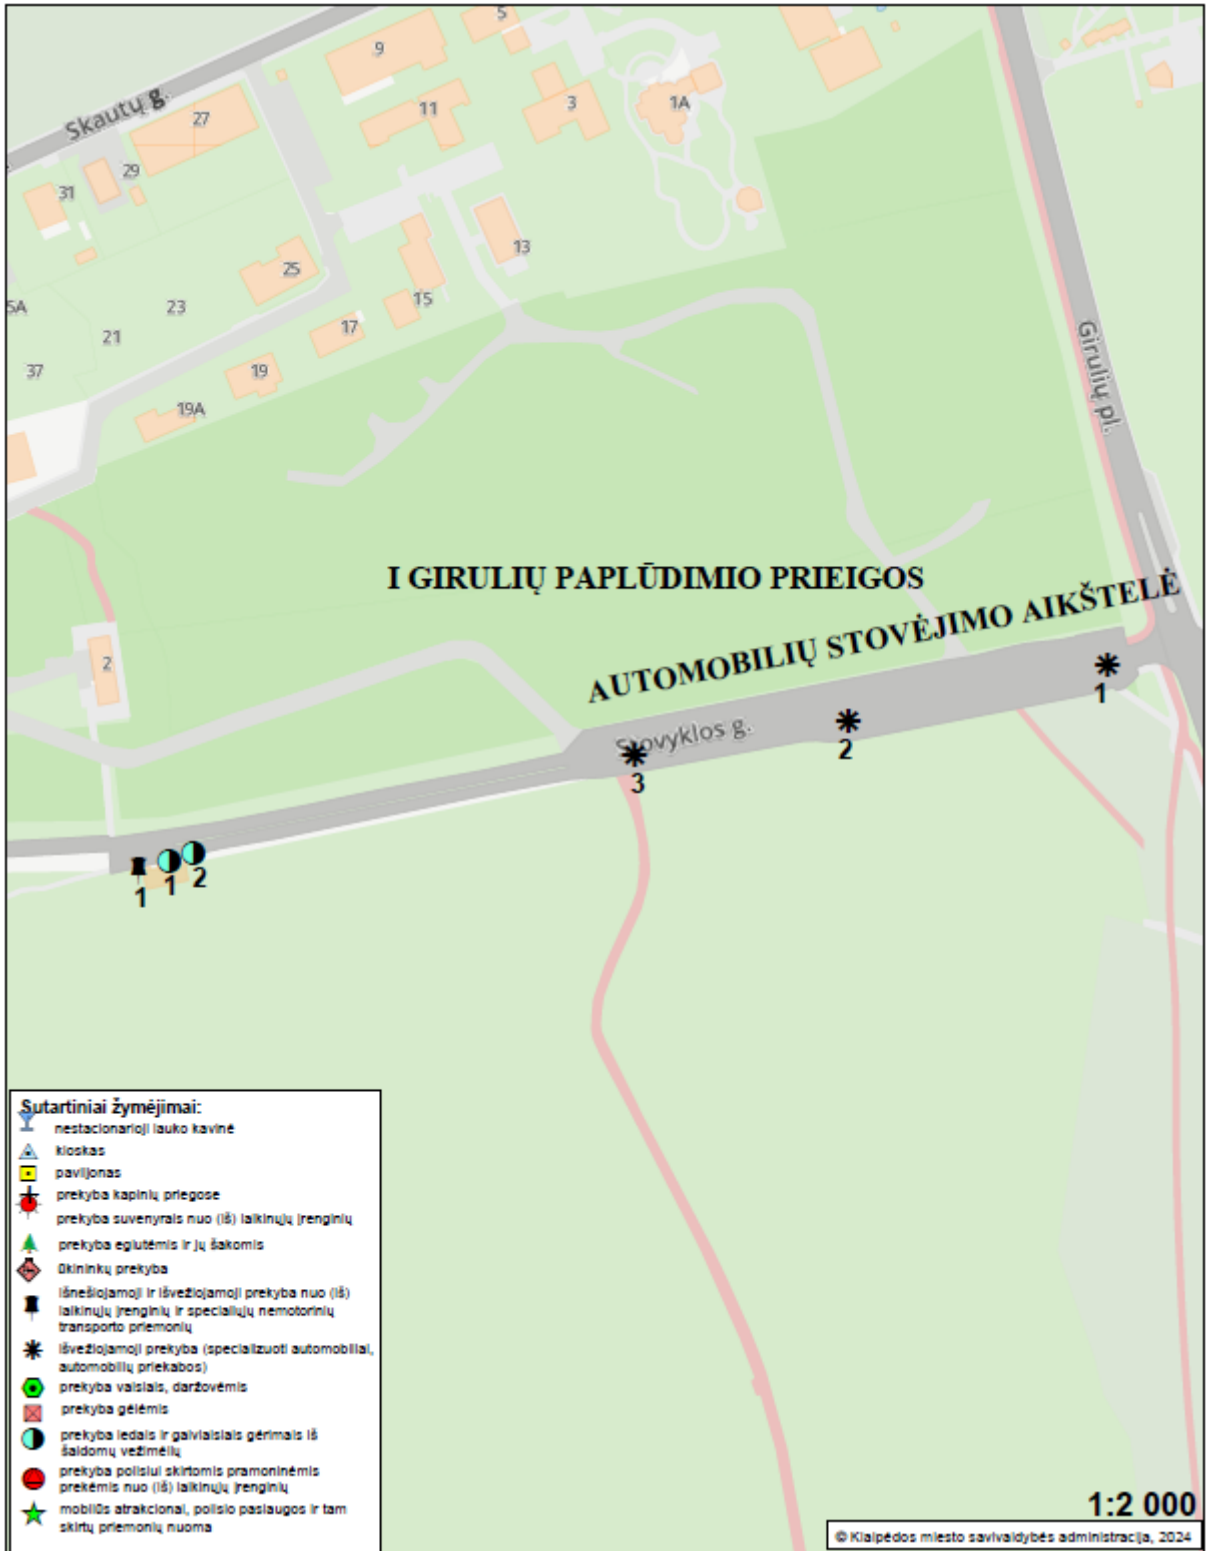 5
9
Skautų g.
27
11
3
1A
29
31
13
25
15
5A
23
21
17
37
19
19A
Girulių pl.
I GIRULIŲ PAPLŪDIMIO PRIEIGOS
AUTOMOBILIŲ STOVĖJIMO AIKŠTELĖ
2
1
Stovyklos g.
2
3
1
1
2
Sutartiniai žymėjimai:
nestacionarioji lauko kavinė
kioskas
paviljonas
prekyba kapinių priegose
prekyba suvenyrais nuo (iš) laikinųjų įrenginių
prekyba eglutėmis ir jų šakomis
ūkininkų prekyba
išnešiojamoji ir išvežiojamoji prekyba nuo (iš)
laikinųjų įrenginių ir specialiųjų nemotorinių
transporto priemonių
išvežiojamoji prekyba (specializuoti automobiliai,
automobilių priekabos)
prekyba vaisiais, daržovėmis
prekyba gėlėmis
prekyba ledais ir gaiviaisiais gėrimais iš
šaldomų vežimėlių
prekyba poilsiui skirtomis pramoninėmis
prekėmis nuo (iš) laikinųjų įrenginių
mobilūs atrakcionai, poilsio paslaugos ir tam
skirtų priemonių nuoma
1:2 000
© Klaipėdos miesto savivaldybės administracija, 2024